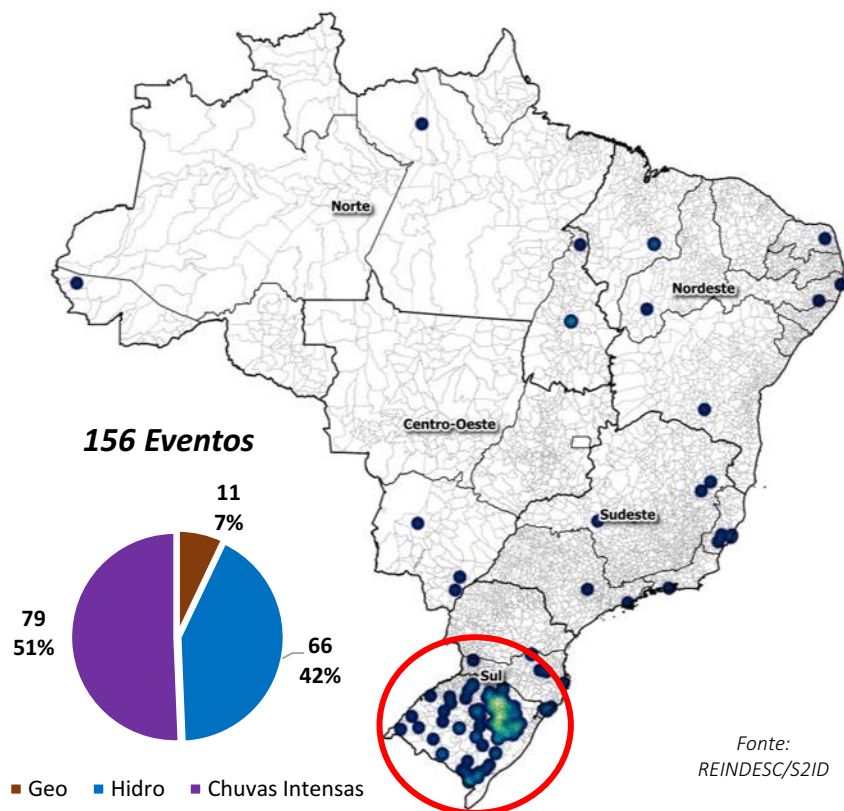 Norte
Nordeste
Centro-Oeste
156 Eventos
11
7%
Sudeste
79
51%
66
42%
Sul
Fonte:
REINDESC/S2ID
Geo Hidro Chuvas Intensas